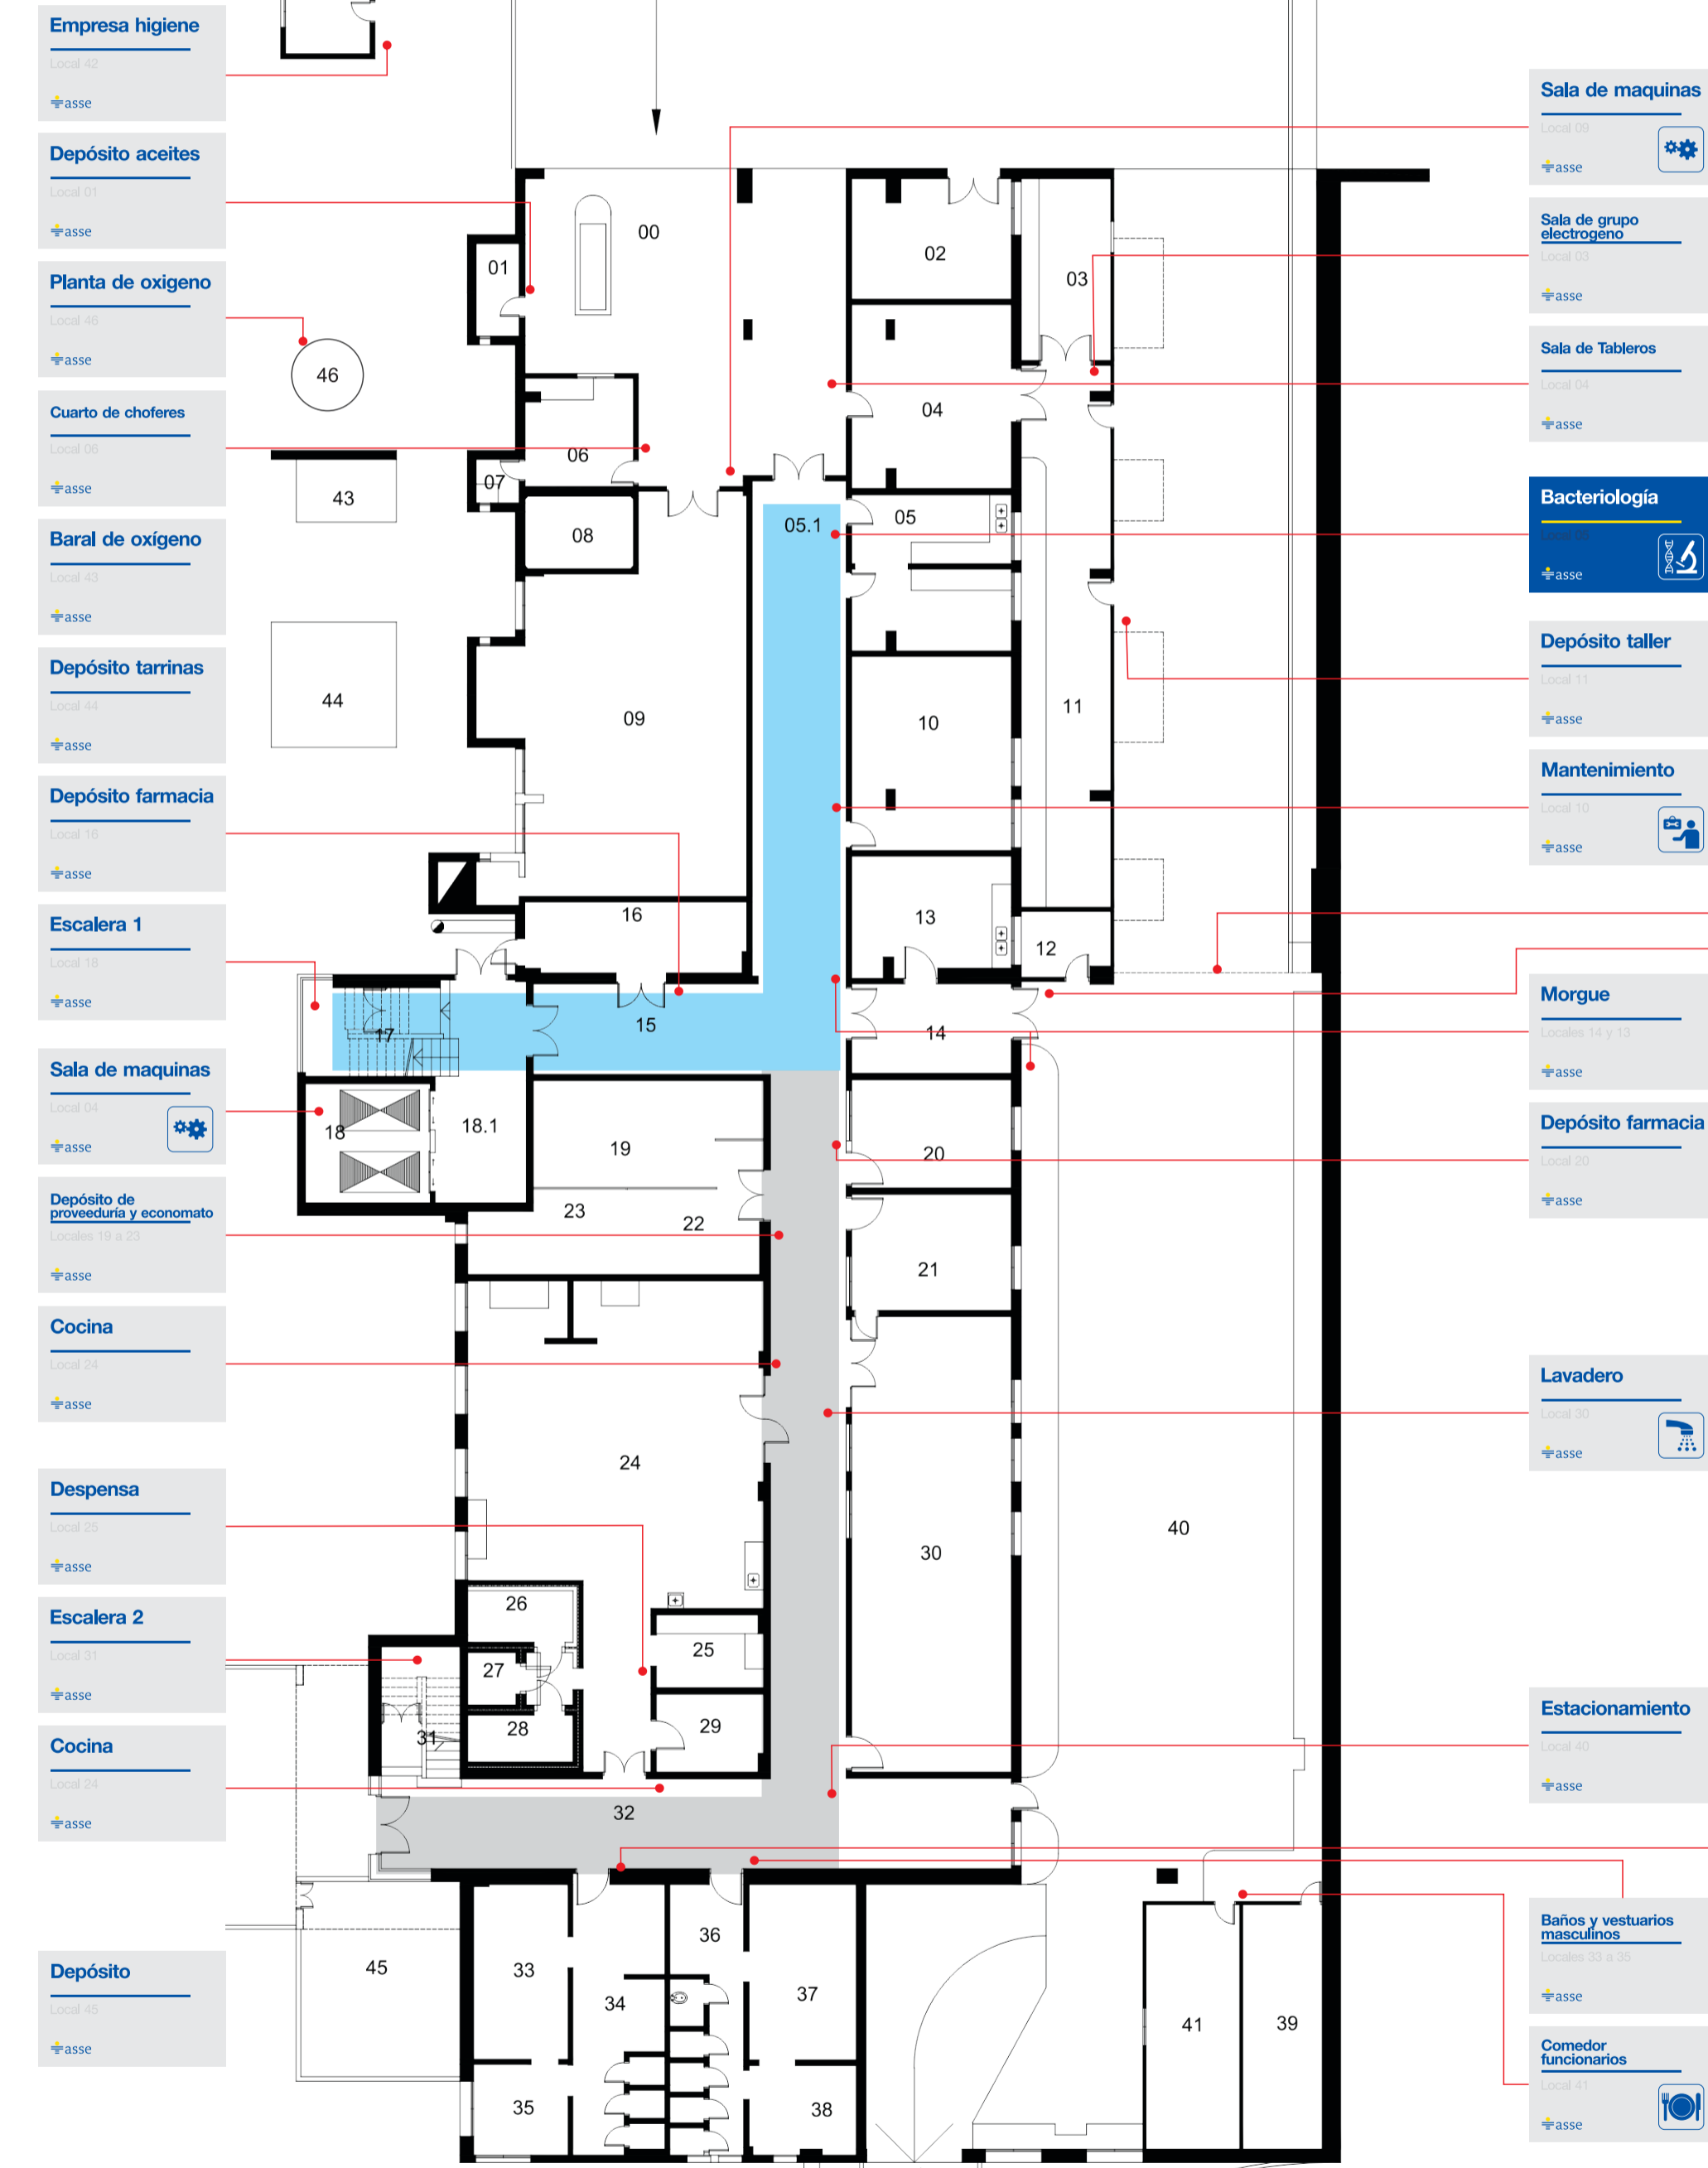 Empresa higiene
Local 42
asse
Depósito aceites
Local 01
asse
Planta de oxigeno
Local 46
asse
Cuarto de choferes
Local 06
asse
Baral de oxígeno
Local 43
asse
Depósito tarrinas
Local 44
asse
Depósito farmacia
Local 16
asse
Escalera 1
Local 18
asse
Sala de maquinas
Local 04
asse
Depósito de
proveeduría y economato
Locales 19 a 23
asse
Cocina
Local 24
asse
Despensa
Local 25
asse
Escalera 2
Local 31
asse
Cocina
Local 24
asse
Depósito
Local 45
asse
00
01
02
03
46
04
06
07
43
05
05.1
08
44
09
10
11
16
13
12
15
14
17
18
18.1
19
20
23
22
21
24
30
40
26
25
27
28
29
31
32
45
33
36
34
37
41
39
35
38
Sala de maquinas
Local 09
asse
Sala de grupo
electrogeno
Local 03
asse
Sala de Tableros
Local 04
asse
Bacteriología
Local 05
asse
Depósito taller
Local 11
asse
Mantenimiento
Local 10
asse
Morgue
Locales 14 y 13
asse
Depósito farmacia
Local 20
asse
Lavadero
Local 30
asse
Estacionamiento
Local 40
asse
Baños y vestuarios
masculinos
Locales 33 a 35
asse
Comedor
funcionarios
Local 41
asse